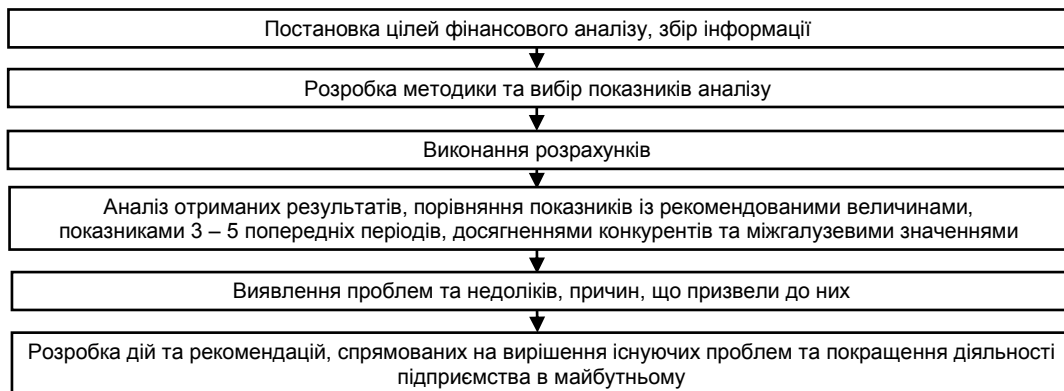 Постановка цілей фінансового аналізу, збір інформації
Розробка методики та вибір показників аналізу
Виконання розрахунків
Аналіз отриманих результатів, порівняння показників із рекомендованими величинами,
показниками 3 – 5 попередніх періодів, досягненнями конкурентів та міжгалузевими значеннями
Виявлення проблем та недоліків, причин, що призвели до них
Розробка дій та рекомендацій, спрямованих на вирішення існуючих проблем та покращення діяльності
підприємства в майбутньому